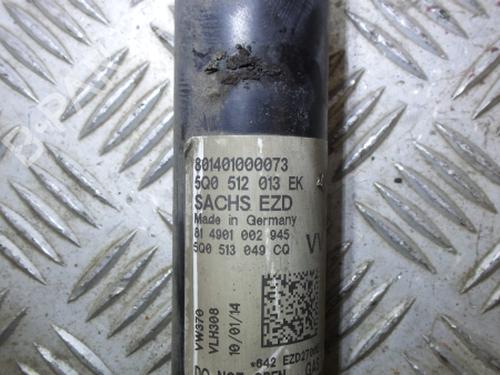 801401000073
5Q0 512 013 EK
SACHS EZD
Made in Germany
81 4901 002 945
5Q0 513 049 CQ
VW370
VLH308
10/01/14
B-PARTS